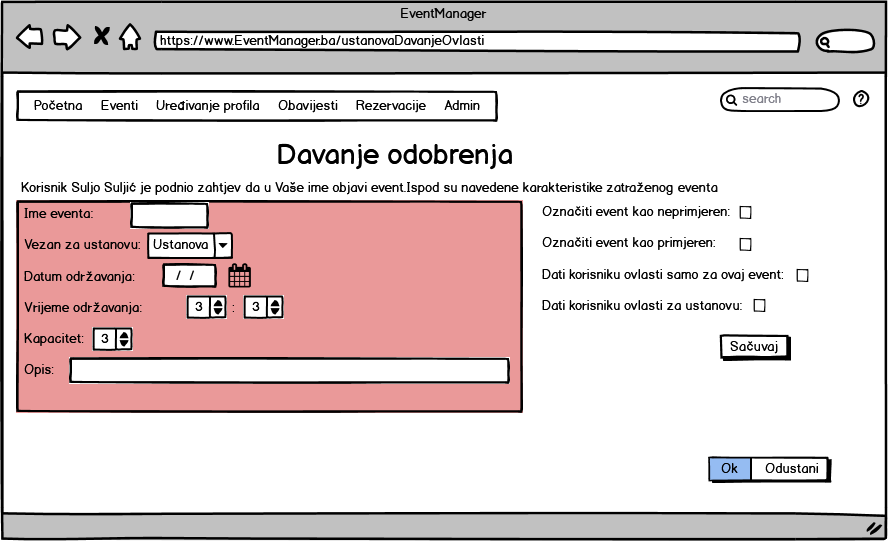 EventManager
https://www.EventManager.ba/ustanovaDavanjeOvlasti
Početna Eventi Uređivanje profila Obavijesti Rezervacije Admin
search
?
Davanje odobrenja
Korisnik Suljo Suljić je podnio zahtjev da u Vaše ime objavi event.Ispod su navedene karakteristike zatraženog eventa
Ime eventa:
Vezan za ustanovu: Ustanova
Datum održavanja: / /
Vrijeme održavanja: 3 : 3
Kapacitet: 3
Opis:
Označiti event kao neprimjeren:
Označiti event kao primjeren:
Dati korisniku ovlasti samo za ovaj event:
Dati korisniku ovlasti za ustanovu:
Sačuvaj
Ok Odustani